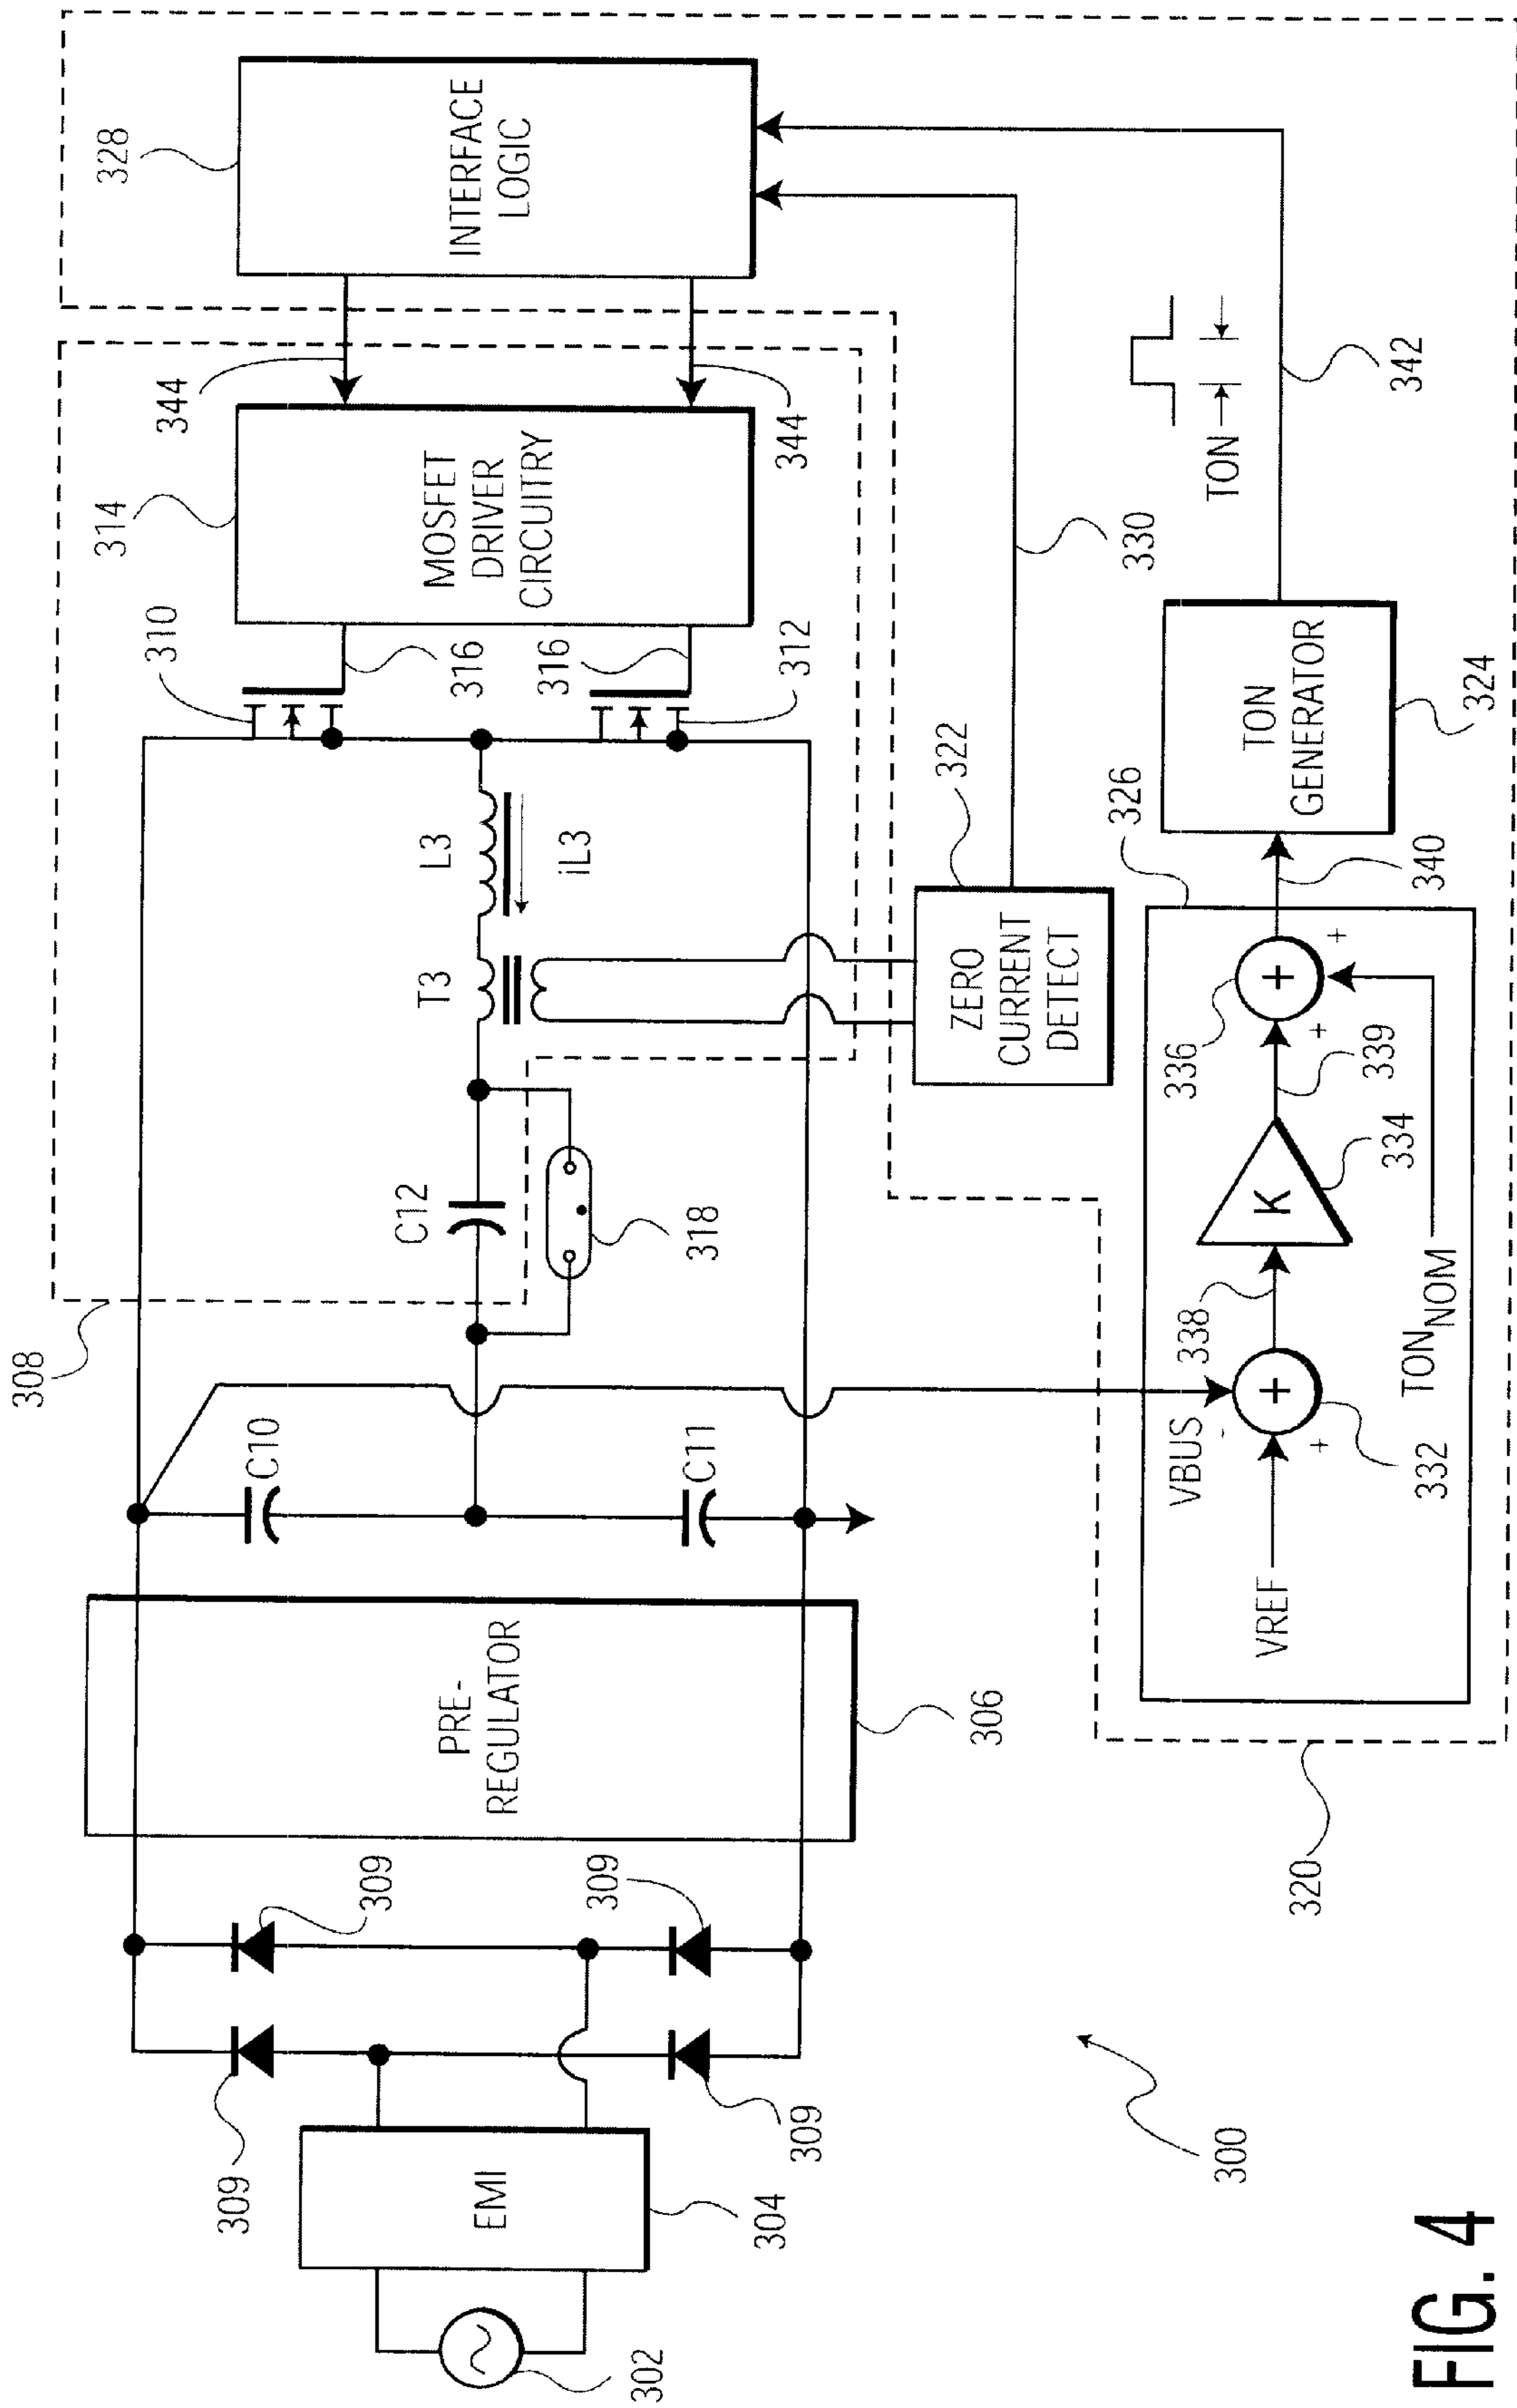 308
314
328
310
344
INTERFACE
LOGIC
MOSFET
DRIVER
CIRCUITRY
316
316
312
344
L3
iL3
T3
C12
318
C10
C11
PRE-
REGULATOR
306
309
309
309
309
EMI
304
302
322
ZERO
CURRENT
DETECT
330
TON
342
TON
GENERATOR
324
326
340
336
+
+
+
339
334
K
338
TON NOM
VBUS
-
+
+
332
VREF
320
300
FIG. 4